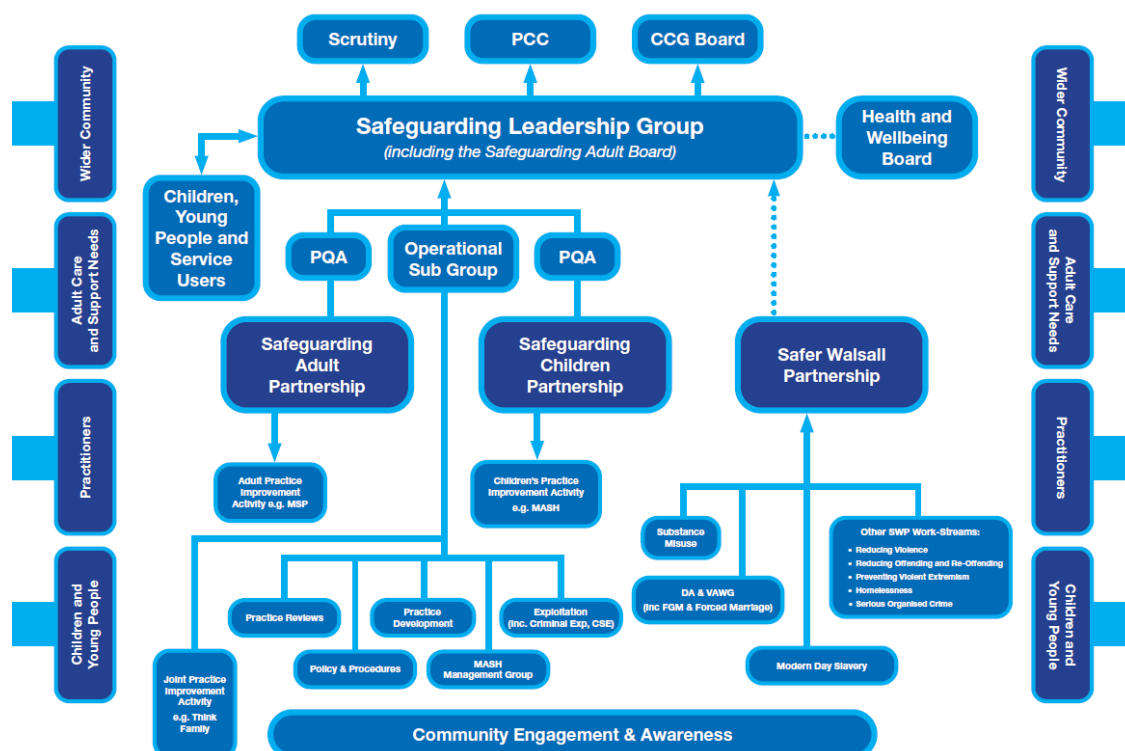 Scrutiny
PCC
CCG Board
Wider Community
Safeguarding Leadership Group
(including the Safeguarding Adult Board)
Health and
Wellbeing
Board
Wider Community
Children,
Young
People and
Service
Users
PQA
Operational
Sub Group
PQA
Adult Care
and Support Needs
Adult Care
and Support Needs
Safeguarding
Adult
Partnership
Safeguarding
Children
Partnership
Safer Walsall
Partnership
Practitioners
Practitioners
Adult Practice
Improvement
Activity e.g. MSP
Children's Practice
Improvement Activity
e.g. MASH
Substance
Misuse
Other SWP Work-Streams:
• Reducing Violence
• Reducing Offending and Re-Offending
• Preventing Violent Extremism
• Homelessness
• Serious Organised Crime
Children and
Young People
Children and
Young People
DA & VAWG
(inc FGM & Forced Marriage)
Practice Reviews
Practice
Development
Exploitation
(inc. Criminal Exp, CSE)
Policy & Procedures
MASH
Management Group
Modern Day Slavery
Joint Practice
Improvement
Activity
e.g. Think
Family
Community Engagement & Awareness